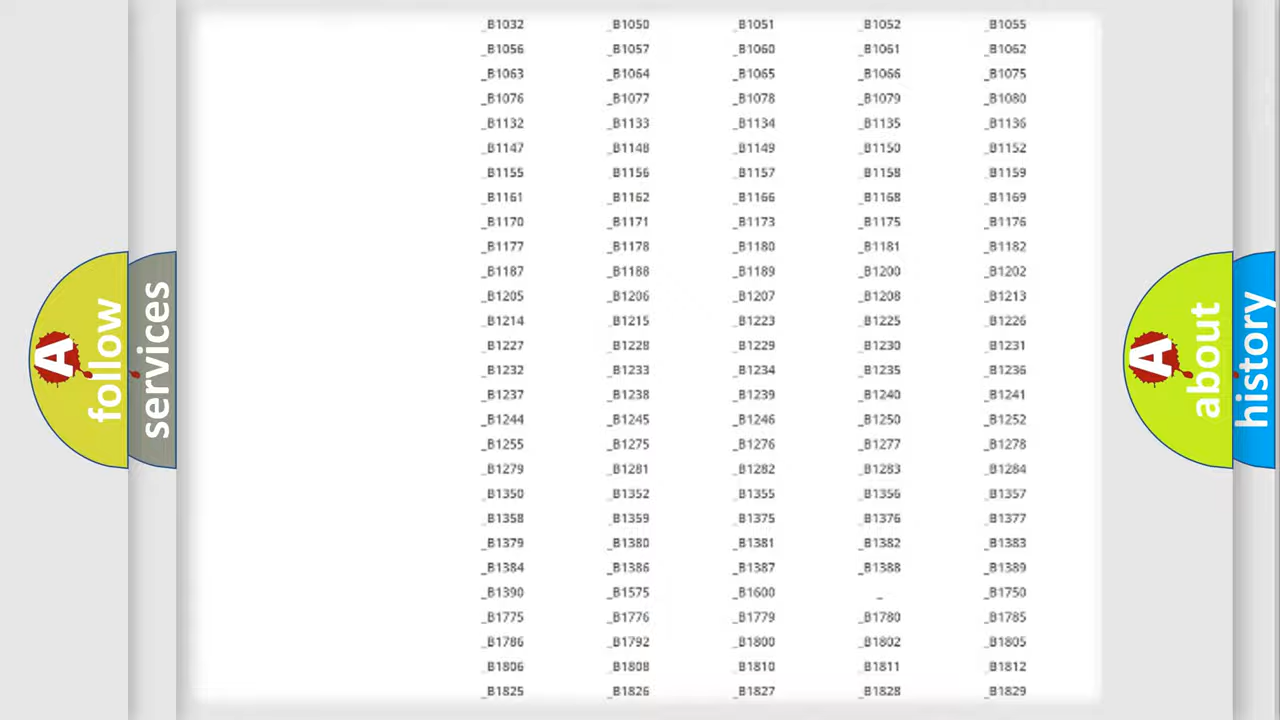 _B1032 _B1050 _B1051 _B1052 _B1055
_B1056 _B1057 _B1060 _B1061 _B1062
_B1063 _B1064 _B1065 _B1066 _B1075
_B1076 _B1077 _B1078 _B1079 _B1080
_B1132 _B1133 _B1134 _B1135 _B1136
_B1147 _B1148 _B1149 _B1150 _B1152
_B1155 _B1156 _B1157 _B1158 _B1159
_B1161 _B1162 _B1166 _B1168 _B1169
_B1170 _B1171 _B1173 _B1175 _B1176
_B1177 _B1178 _B1180 _B1181 _B1182
_B1187 _B1188 _B1189 _B1200 _B1202
_B1205 _B1206 _B1207 _B1208 _B1213
_B1214 _B1215 _B1223 _B1225 _B1226
_B1227 _B1228 _B1229 _B1230 _B1231
_B1232 _B1233 _B1234 _B1235 _B1236
_B1237 _B1238 _B1239 _B1240 _B1241
_B1244 _B1245 _B1246 _B1250 _B1252
_B1255 _B1275 _B1276 _B1277 _B1278
_B1279 _B1281 _B1282 _B1283 _B1284
_B1350 _B1352 _B1355 _B1356 _B1357
_B1358 _B1359 _B1375 _B1376 _B1377
_B1379 _B1380 _B1381 _B1382 _B1383
_B1384 _B1386 _B1387 _B1388 _B1389
_B1390 _B1575 _B1600 _ _B1750
_B1775 _B1776 _B1779 _B1780 _B1785
_B1786 _B1792 _B1800 _B1802 _B1805
_B1806 _B1808 _B1810 _B1811 _B1812
_B1825 _B1826 _B1827 _B1828 _B1829
A follow
services
A about
history